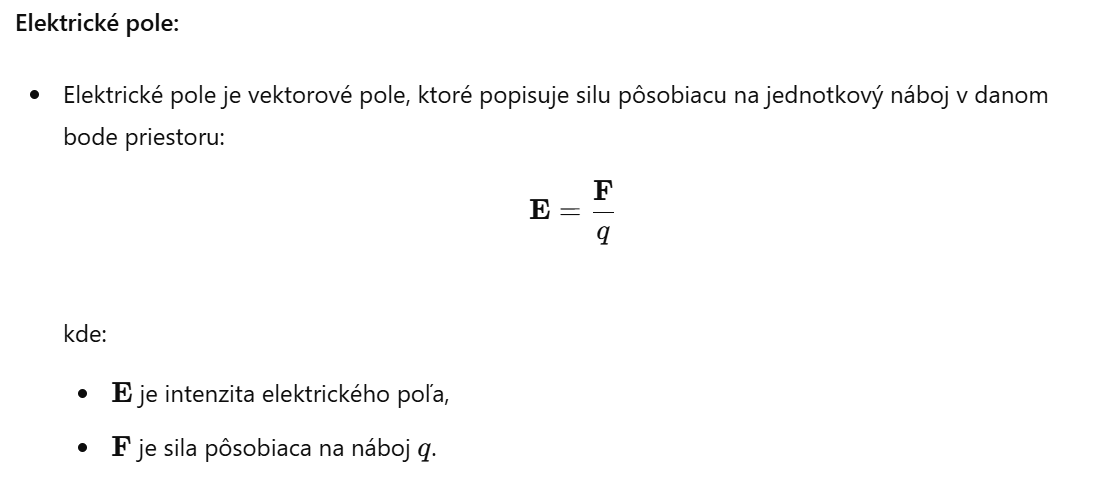 Elektrické pole:
• Elektrické pole je vektorové pole, ktoré popisuje silu pôsobiacu na jednotkový náboj v danom
bode priestoru:
E = F/q
kde:
• E je intenzita elektrického poľa,
• F je sila pôsobiaca na náboj q.